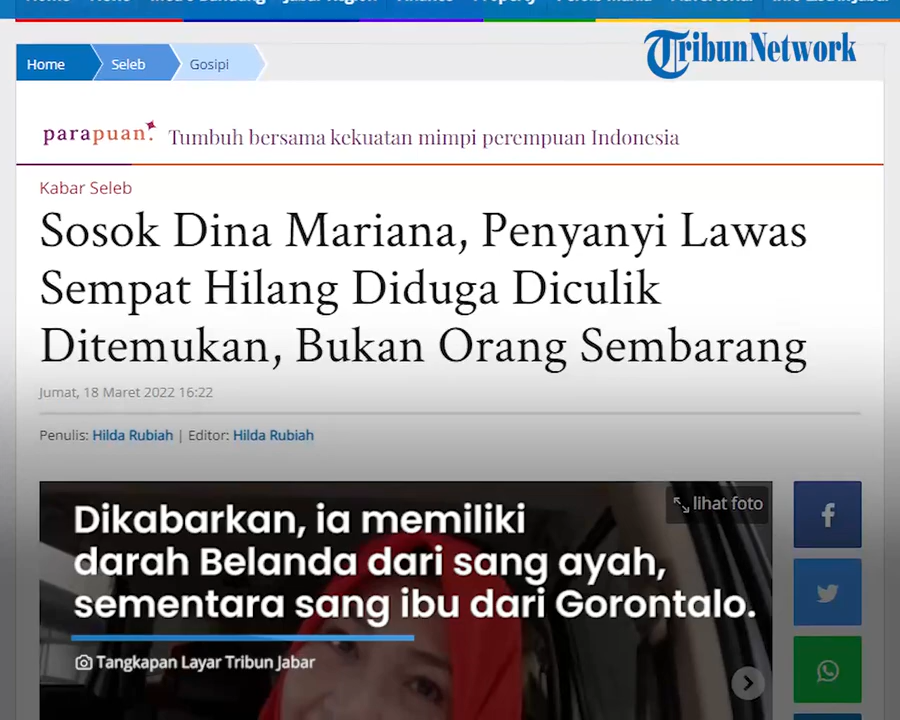 TribunNetwork
Home Seleb Gosipi
parapuan. Tumbuh bersama kekuatan mimpi perempuan Indonesia
Kabar Seleb
Sosok Dina Mariana, Penyanyi Lawas
Sempat Hilang Diduga Diculik
Ditemukan, Bukan Orang Sembarang
Jumat, 18 Maret 2022 16:22
Penulis: Hilda Rubiah | Editor: Hilda Rubiah
lihat foto
Dikabarkan, ia memiliki
darah Belanda dari sang ayah,
sementara sang ibu dari Gorontalo.
Tangkapan Layar Tribun Jabar